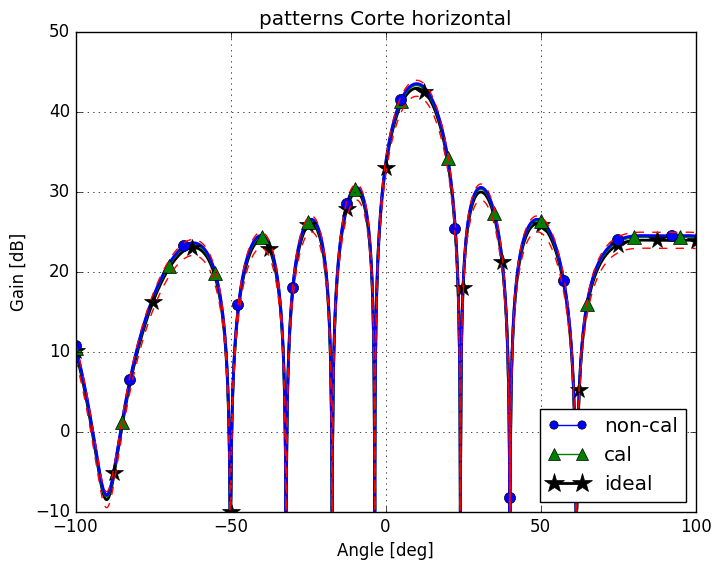 patterns Corte horizontal
50
40
30
20
10
0
−10
Gain [dB]
−100
−50
0
50
100
Angle [deg]
non-cal
cal
ideal